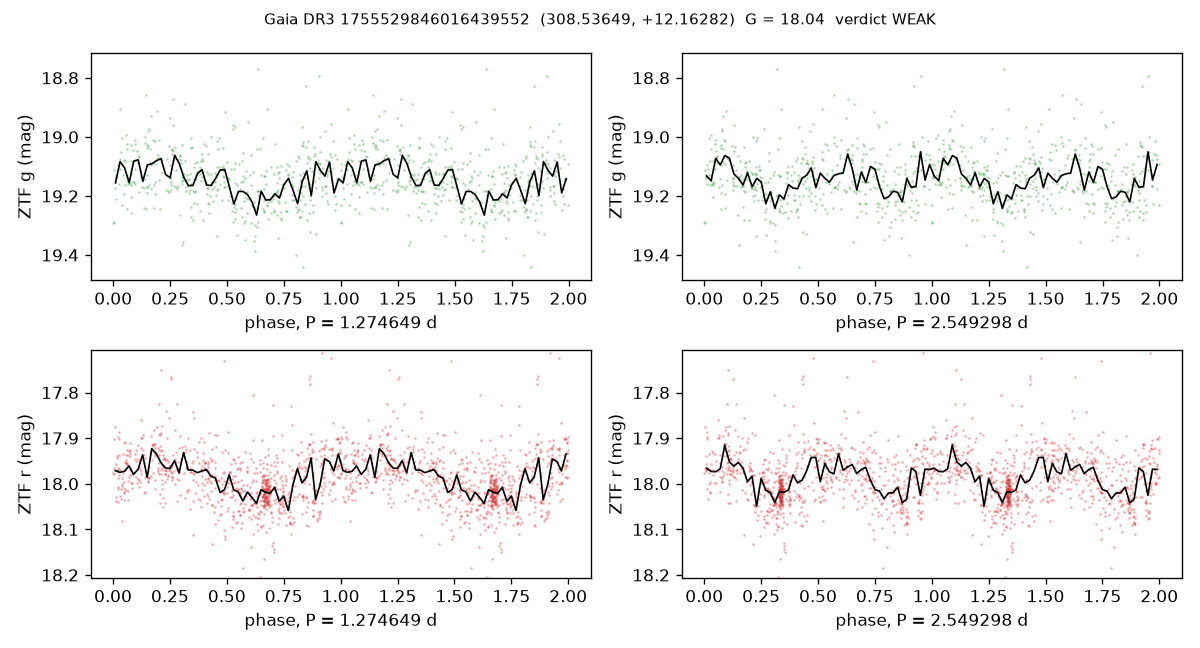 Gaia DR3 1755529846016439552 (308.53649, +12.16282) G = 18.04 verdict WEAK
18.8
19.0
19.2
19.4
ZTF g (mag)
0.00 0.25 0.50 0.75 1.00 1.25 1.50 1.75 2.00
phase, P = 1.274649 d
18.8
19.0
19.2
19.4
ZTF g (mag)
0.00 0.25 0.50 0.75 1.00 1.25 1.50 1.75 2.00
phase, P = 2.549298 d
17.8
17.9
18.0
18.1
18.2
ZTF r (mag)
0.00 0.25 0.50 0.75 1.00 1.25 1.50 1.75 2.00
phase, P = 1.274649 d
17.8
17.9
18.0
18.1
18.2
ZTF r (mag)
0.00 0.25 0.50 0.75 1.00 1.25 1.50 1.75 2.00
phase, P = 2.549298 d